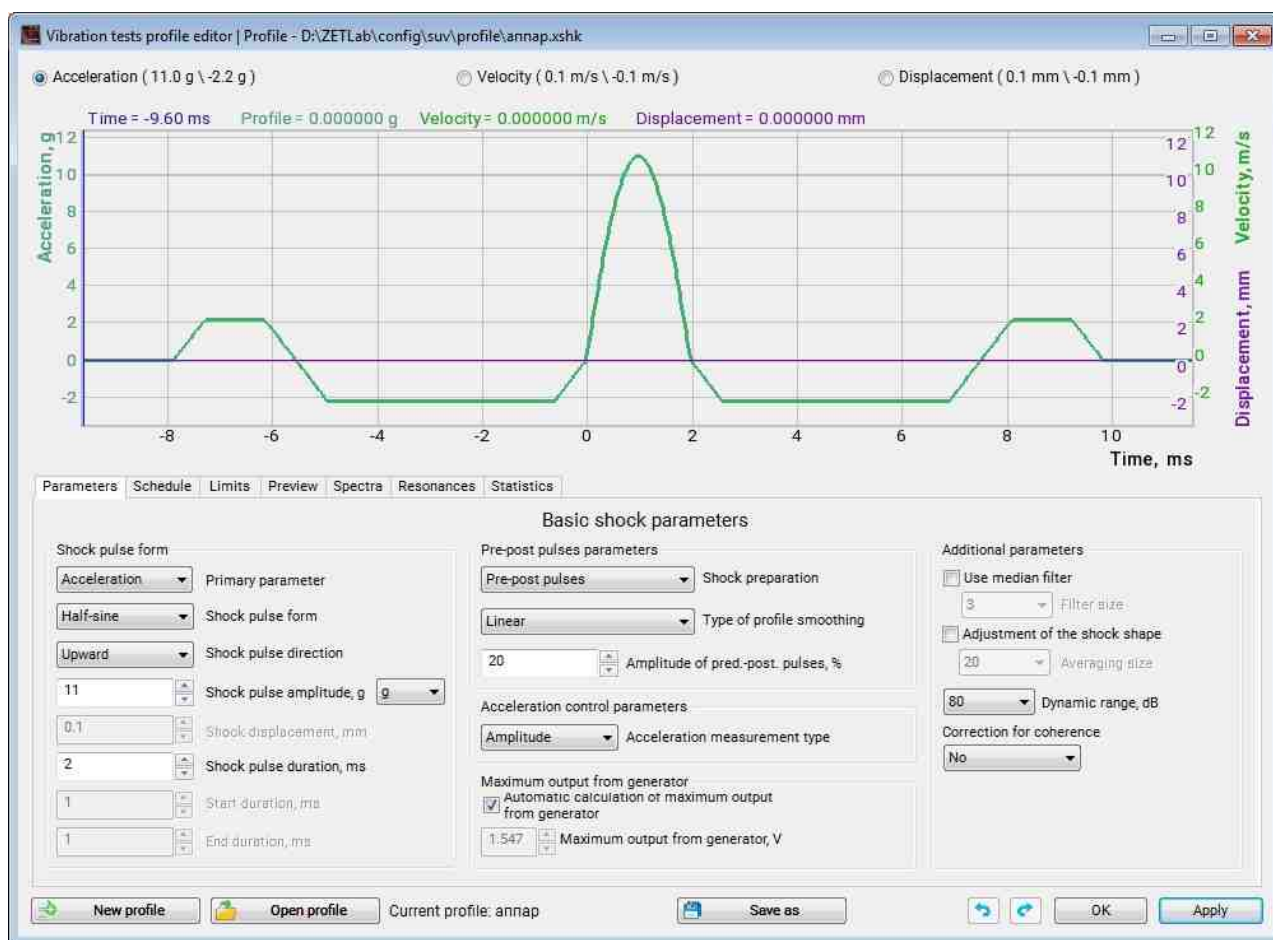 Vibration tests profile editor | Profile - D:\ZETLab\config\suv\profile\annap.xshk
Acceleration ( 11.0 g \ -2.2 g )
Velocity ( 0.1 m/s \ -0.1 m/s )
Displacement ( 0.1 mm \ -0.1 mm )
Time = -9.60 ms Profile = 0.000000 g Velocity = 0.000000 m/s Displacement = 0.000000 mm
Acceleration, g
12
10
8
6
4
2
0
-2
12
10
8
6
4
2
0
-2
Displacement, mm
12
10
8
6
4
2
0
-2
Velocity, m/s
-8 -6 -4 -2 0 2 4 6 8 10
Time, ms
Parameters Schedule Limits Preview Spectra Resonances Statistics
Basic shock parameters
Shock pulse form
Acceleration Primary parameter
Half-sine Shock pulse form
Upward Shock pulse direction
11 Shock pulse amplitude, g g
0.1 Shock displacement, mm
2 Shock pulse duration, ms
1 Start duration, ms
1 End duration, ms
Pre-post pulses parameters
Pre-post pulses Shock preparation
Linear Type of profile smoothing
20 Amplitude of pred.-post. pulses, %
Acceleration control parameters
Amplitude Acceleration measurement type
Maximum output from generator
Automatic calculation of maximum output
from generator
1.547 Maximum output from generator, V
Additional parameters
Use median filter
3 Filter size
Adjustment of the shock shape
20 Averaging size
80 Dynamic range, dB
Correction for coherence
No
New profile Open profile Current profile: annap Save as OK Apply